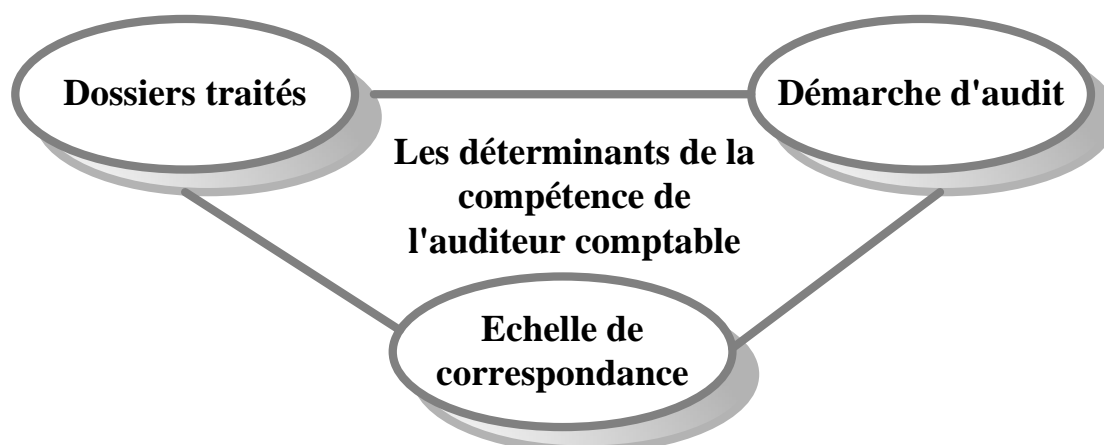 Dossiers traités
Démarche d'audit
Les déterminants de la
compétence de
l'auditeur comptable
Echelle de
correspondance